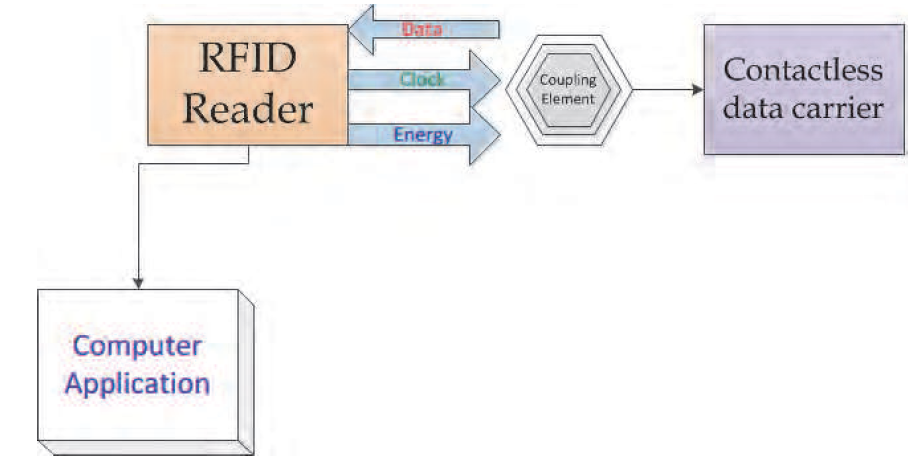 RFID
Reader
Data
Clock
Energy
Coupling
Element
Contactless
data carrier
Computer
Application